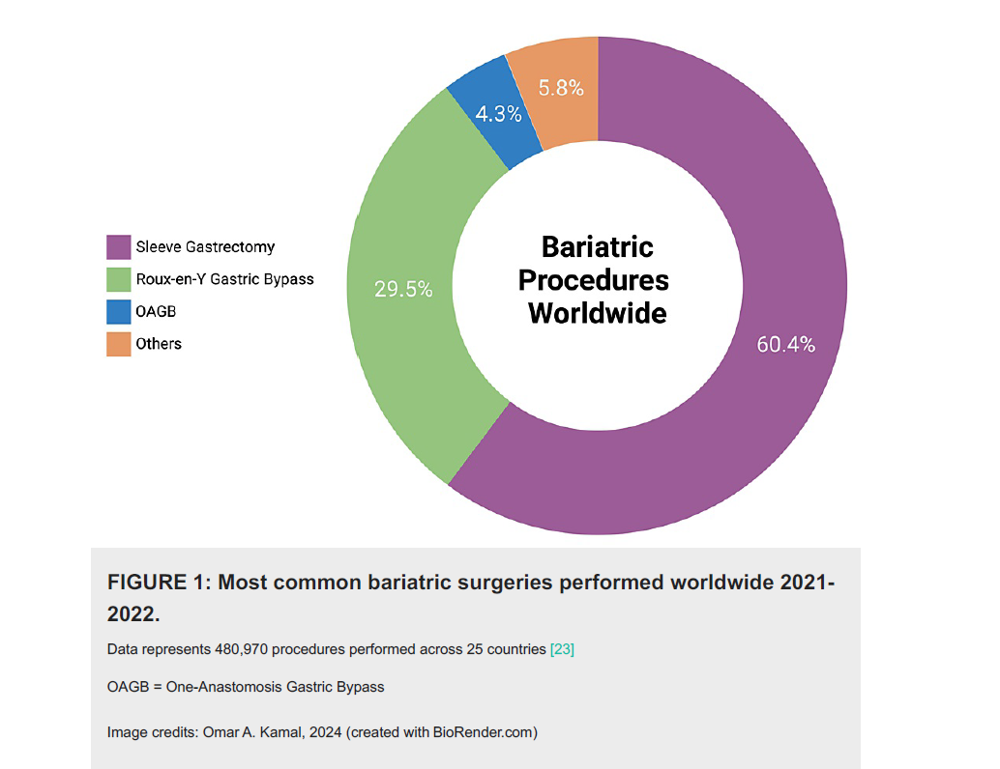 5.8%
4.3%
Bariatric
Procedures
Worldwide
Sleeve Gastrectomy
Roux-en-Y Gastric Bypass
29.5%
OAGB
Others
60.4%
FIGURE 1: Most common bariatric surgeries performed worldwide 2021-
2022.
Data represents 480,970 procedures performed across 25 countries [23]
OAGB = One-Anastomosis Gastric Bypass
Image credits: Omar A. Kamal, 2024 (created with BioRender.com)